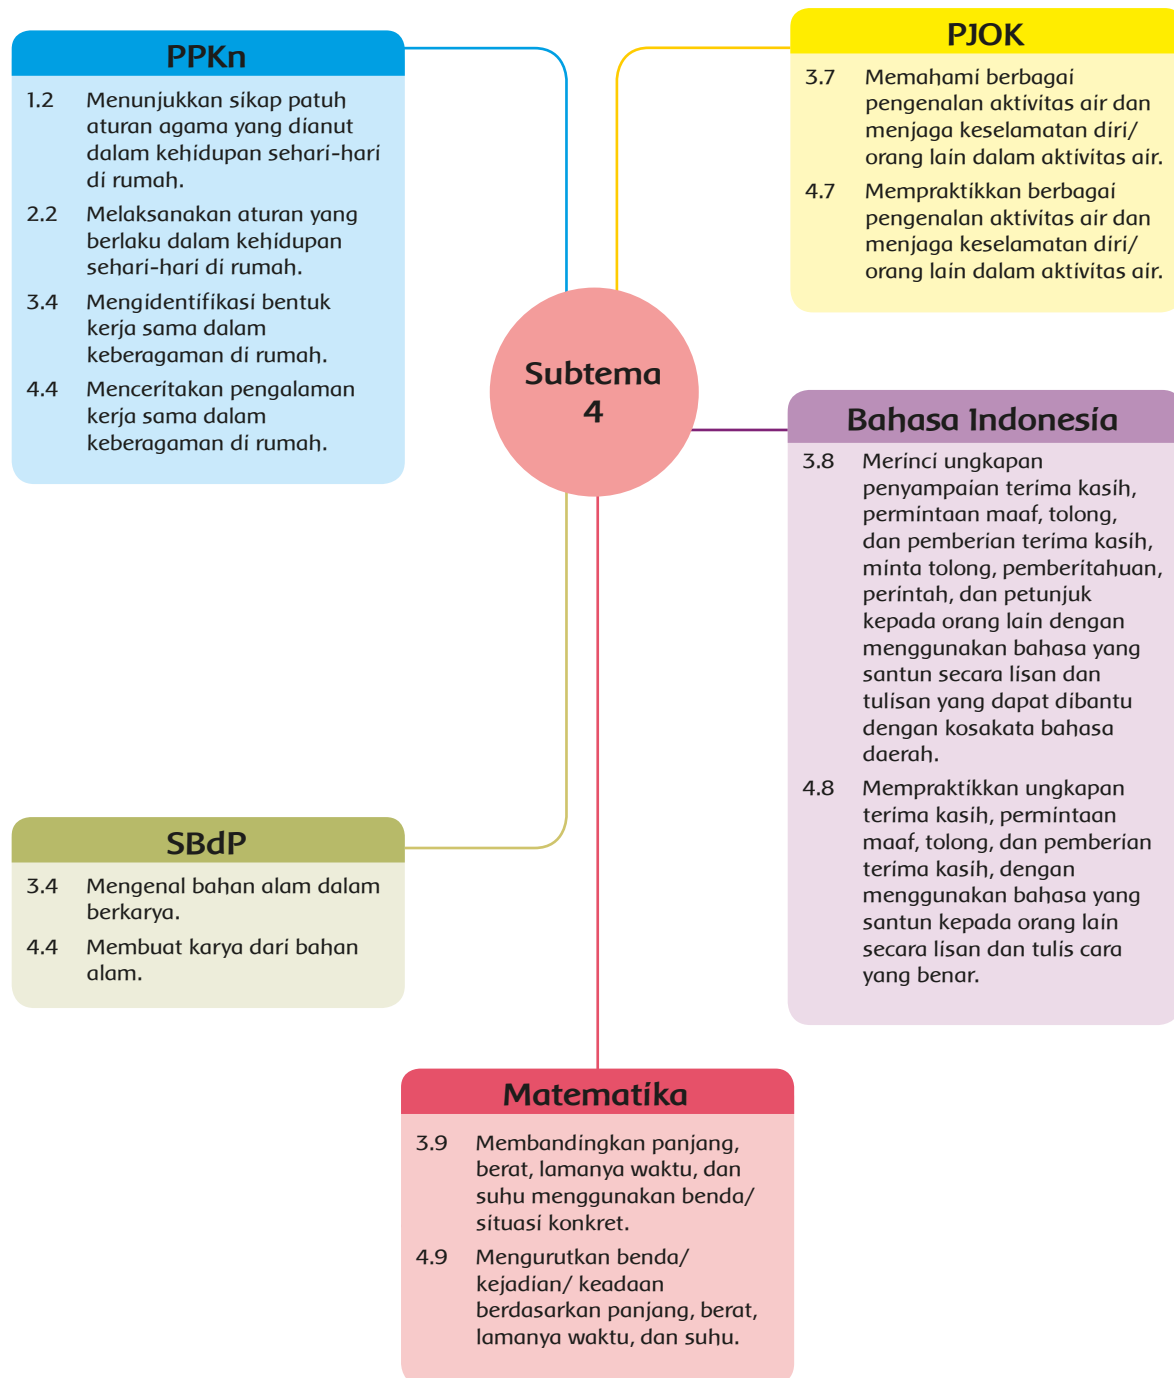 PPKn
1.2 Menunjukkan sikap patuh
aturan agama yang dianut
dalam kehidupan sehari-hari
di rumah.
2.2 Melaksanakan aturan yang
berlaku dalam kehidupan
sehari-hari di rumah.
3.4 Mengidentifikasi bentuk
kerja sama dalam
keberagaman di rumah.
4.4 Menceritakan pengalaman
kerja sama dalam
keberagaman di rumah.
PJOK
3.7 Memahami berbagai
pengenalan aktivitas air dan
menjaga keselamatan diri/
orang lain dalam aktivitas air.
4.7 Mempraktikkan berbagai
pengenalan aktivitas air dan
menjaga keselamatan diri/
orang lain dalam aktivitas air.
Subtema
4
Bahasa Indonesia
3.8 Merinci ungkapan
penyampaian terima kasih,
permintaan maaf, tolong,
dan pemberian terima kasih,
minta tolong, pemberitahuan,
perintah, dan petunjuk
kepada orang lain dengan
menggunakan bahasa yang
santun secara lisan dan
tulisan yang dapat dibantu
dengan kosakata bahasa
daerah.
4.8 Mempraktikkan ungkapan
terima kasih, permintaan
maaf, tolong, dan pemberian
terima kasih, dengan
menggunakan bahasa yang
santun kepada orang lain
secara lisan dan tulis cara
yang benar.
SBdP
3.4 Mengenal bahan alam dalam
berkarya.
4.4 Membuat karya dari bahan
alam.
Matematika
3.9 Membandingkan panjang,
berat, lamanya waktu, dan
suhu menggunakan benda/
situasi konkret.
4.9 Mengurutkan benda/
kejadian/ keadaan
berdasarkan panjang, berat,
lamanya waktu, dan suhu.